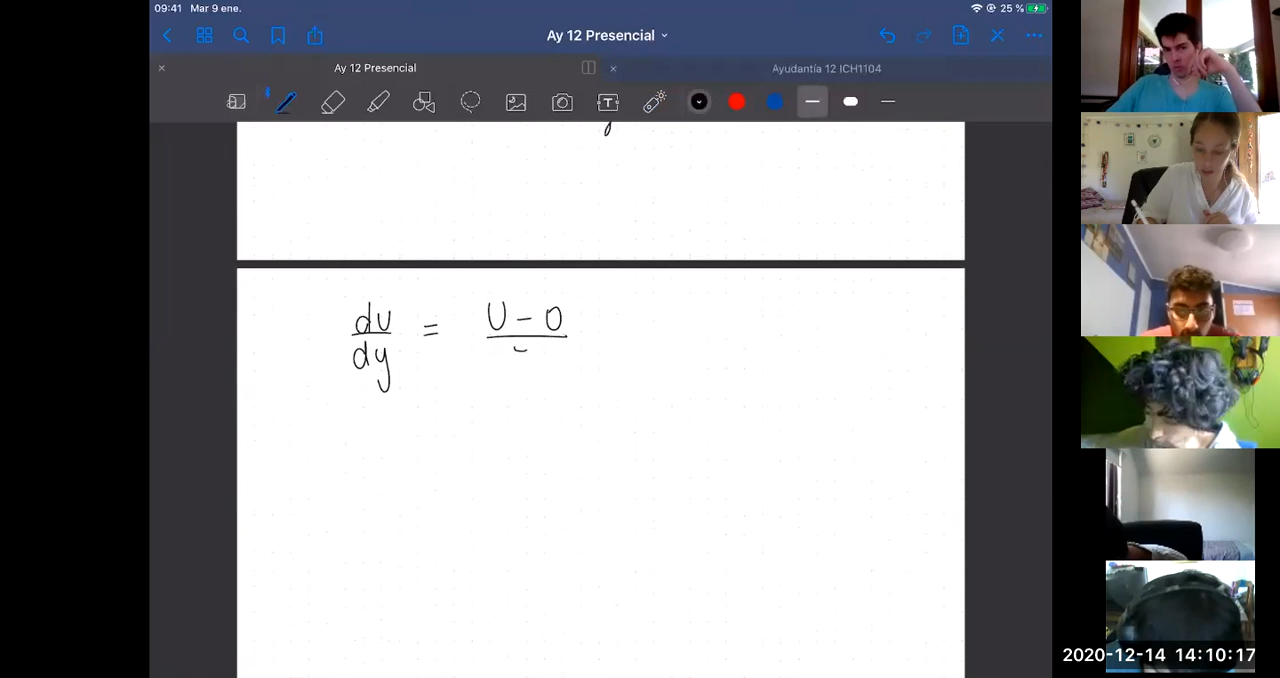 09:41 Mar 9 ene.
25 %
Ay 12 Presencial
Ay 12 Presencial
Ayudantía 12 ICH1104
T
du/dy = U - 0
2020-12-14 14:10:17